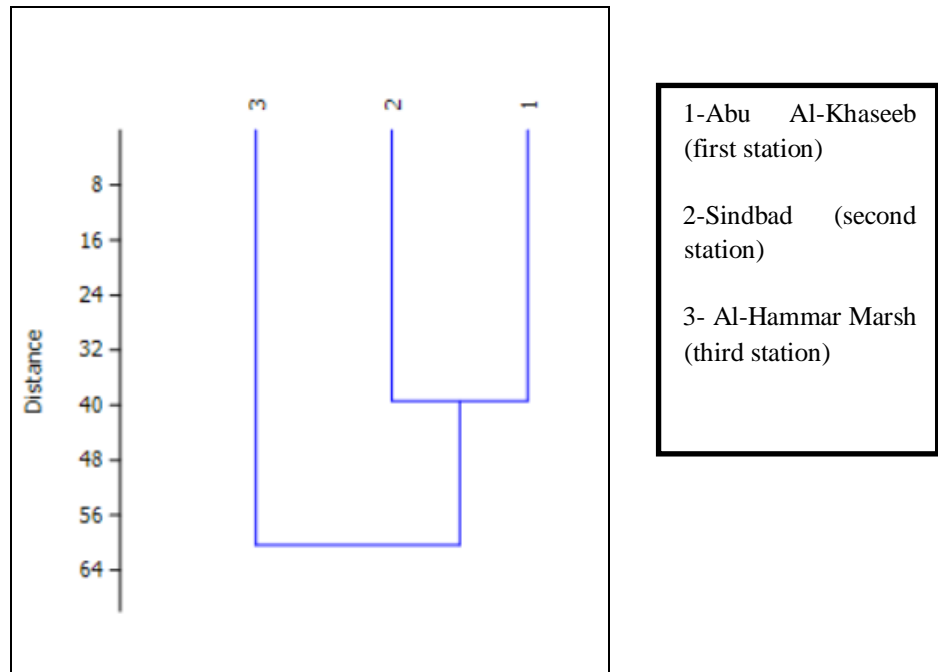 3 2 1
8
16
24
32
40
48
56
64
Distance
1-Abu Al-Khaseeb
(first station)
2-Sindbad (second
station)
3- Al-Hammar Marsh
(third station)